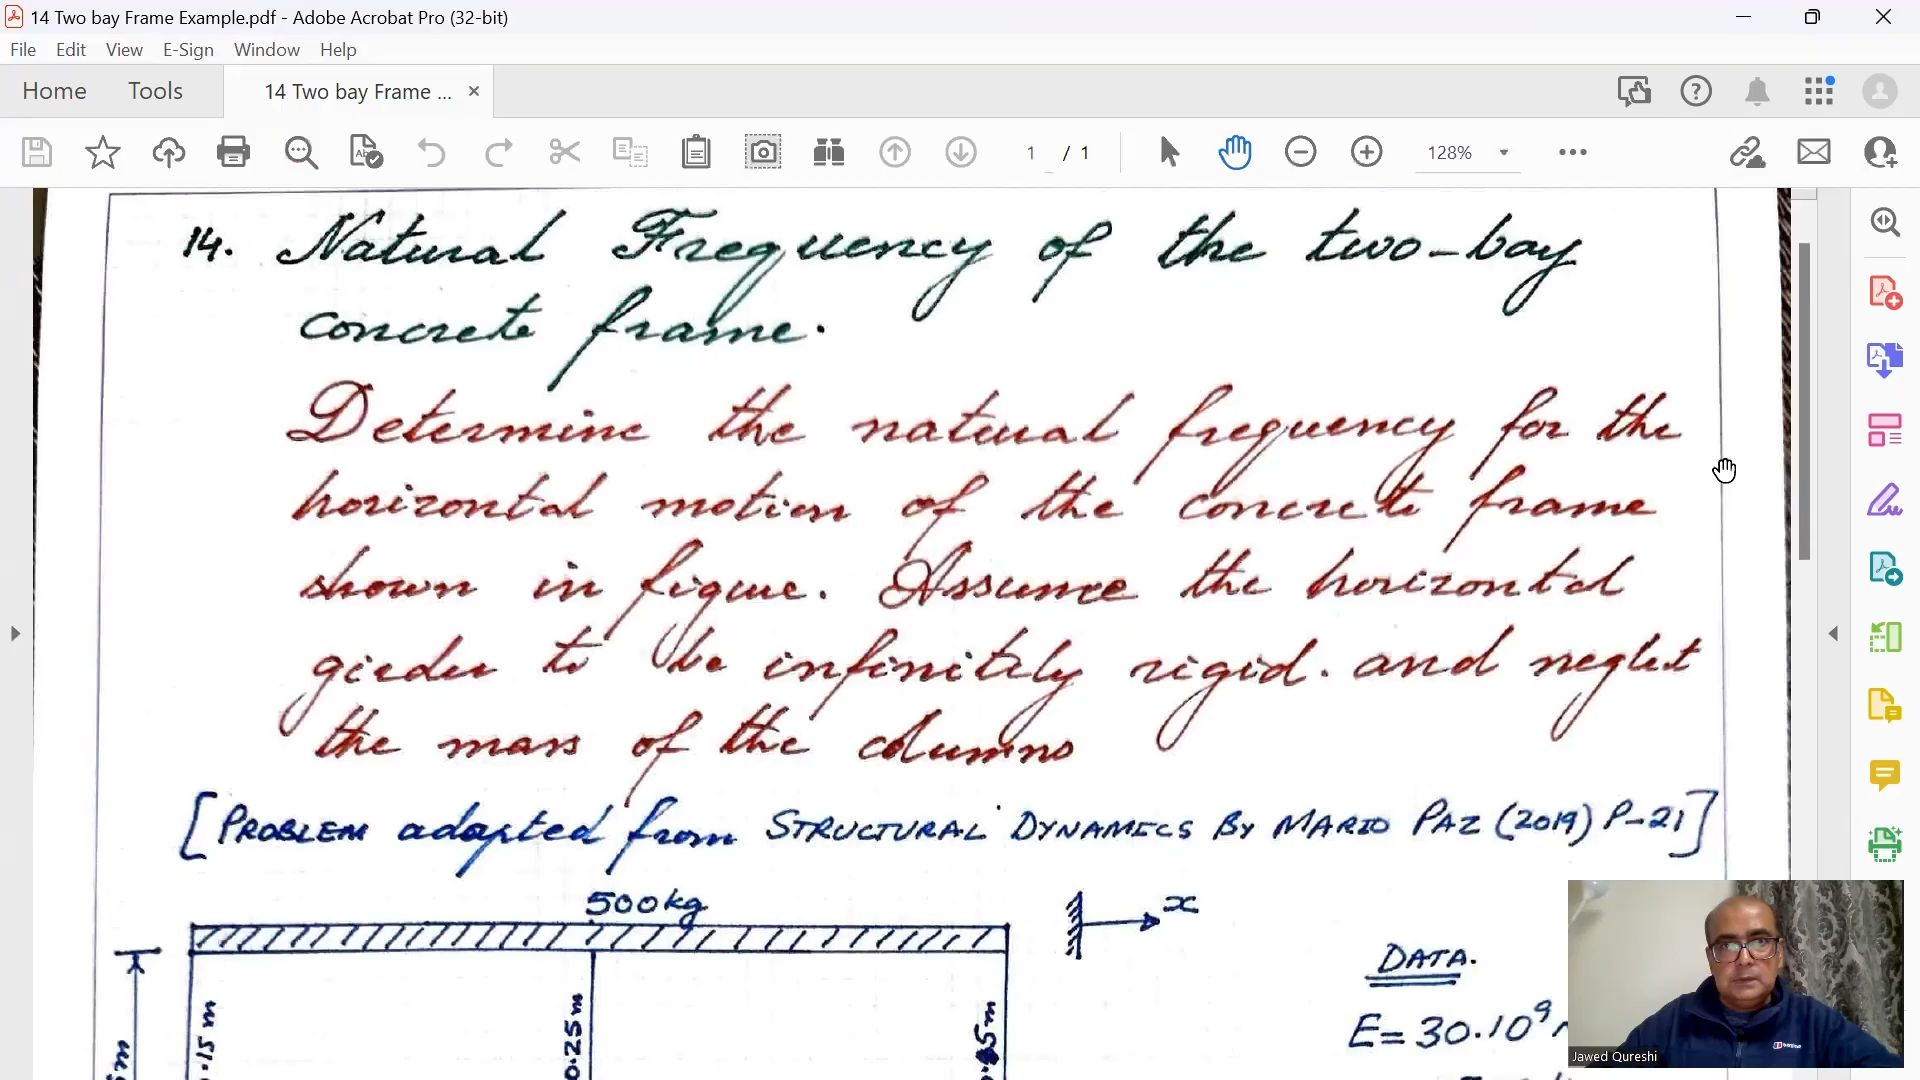 14 Two bay Frame Example.pdf - Adobe Acrobat Pro (32-bit)
File Edit View E-Sign Window Help
Home Tools 14 Two bay Frame ...
1 / 1 128%
14. Natural Frequency of the two-bay
concrete frame.
Determine the natural frequency for the
horizontal motion of the concrete frame
shown in figure. Assume the horizontal
girder to be infinitely rigid. and neglect
the mass of the columns
[PROBLEM adapted from STRUCTURAL DYNAMICS BY MARIO PAZ (2019) P-21]
500kg
x
DATA.
0.25m
E= 30.10⁹
Jawed Qureshi